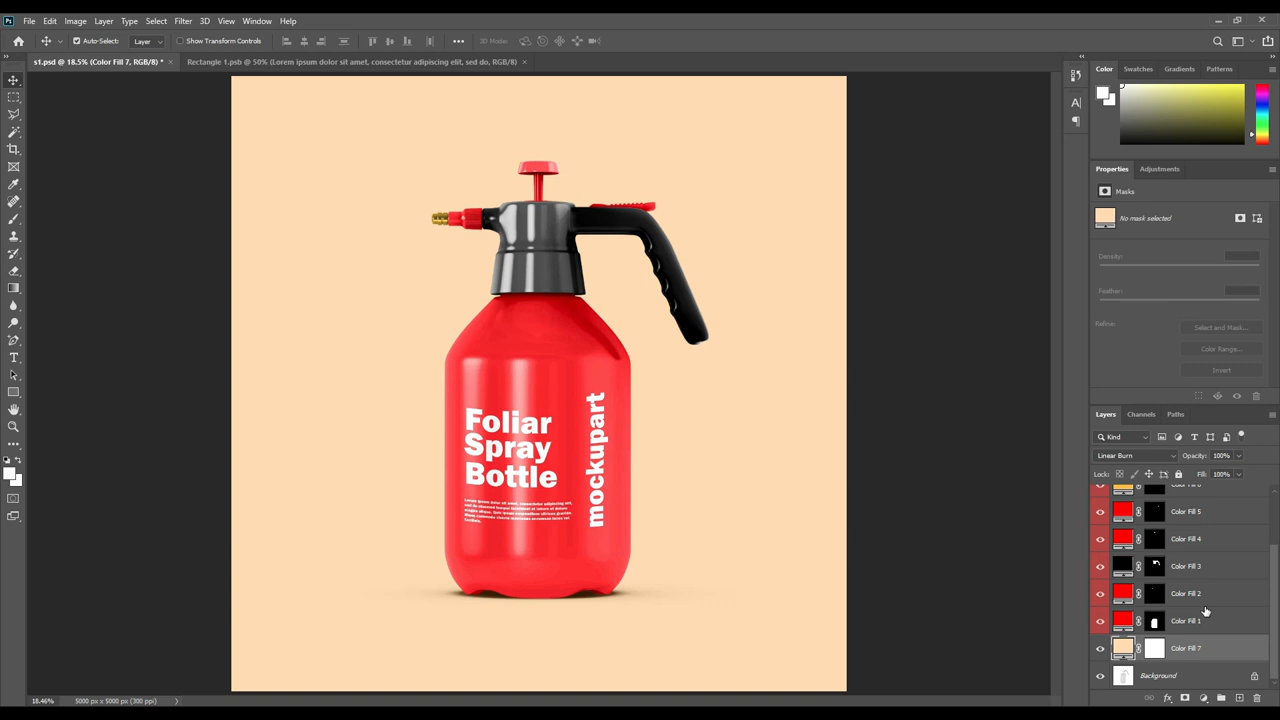 Ps File Edit Image Layer Type Select Filter 3D View Window Help
Auto-Select: Layer Show Transform Controls 3D Mode:
s1.psd @ 18.5% (Color Fill 7, RGB/8) * × Rectangle 1.psb @ 50% (Lorem ipsum dolor sit amet, consectetur adipiscing elit, sed do, RGB/8) ×
Color Swatches Gradients Patterns
Properties Adjustments
Masks
No mask selected
Density:
Feather:
Refine:
Select and Mask...
Color Range...
Invert
Foliar
Spray
Bottle
mockupart
Layers Channels Paths
Kind
Linear Burn Opacity: 100%
Lock: Fill: 100%
Color Fill 5
Color Fill 4
Color Fill 3
Color Fill 2
Color Fill 1
Color Fill 7
Background
18.46% 5000 px x 5000 px (300 ppi)